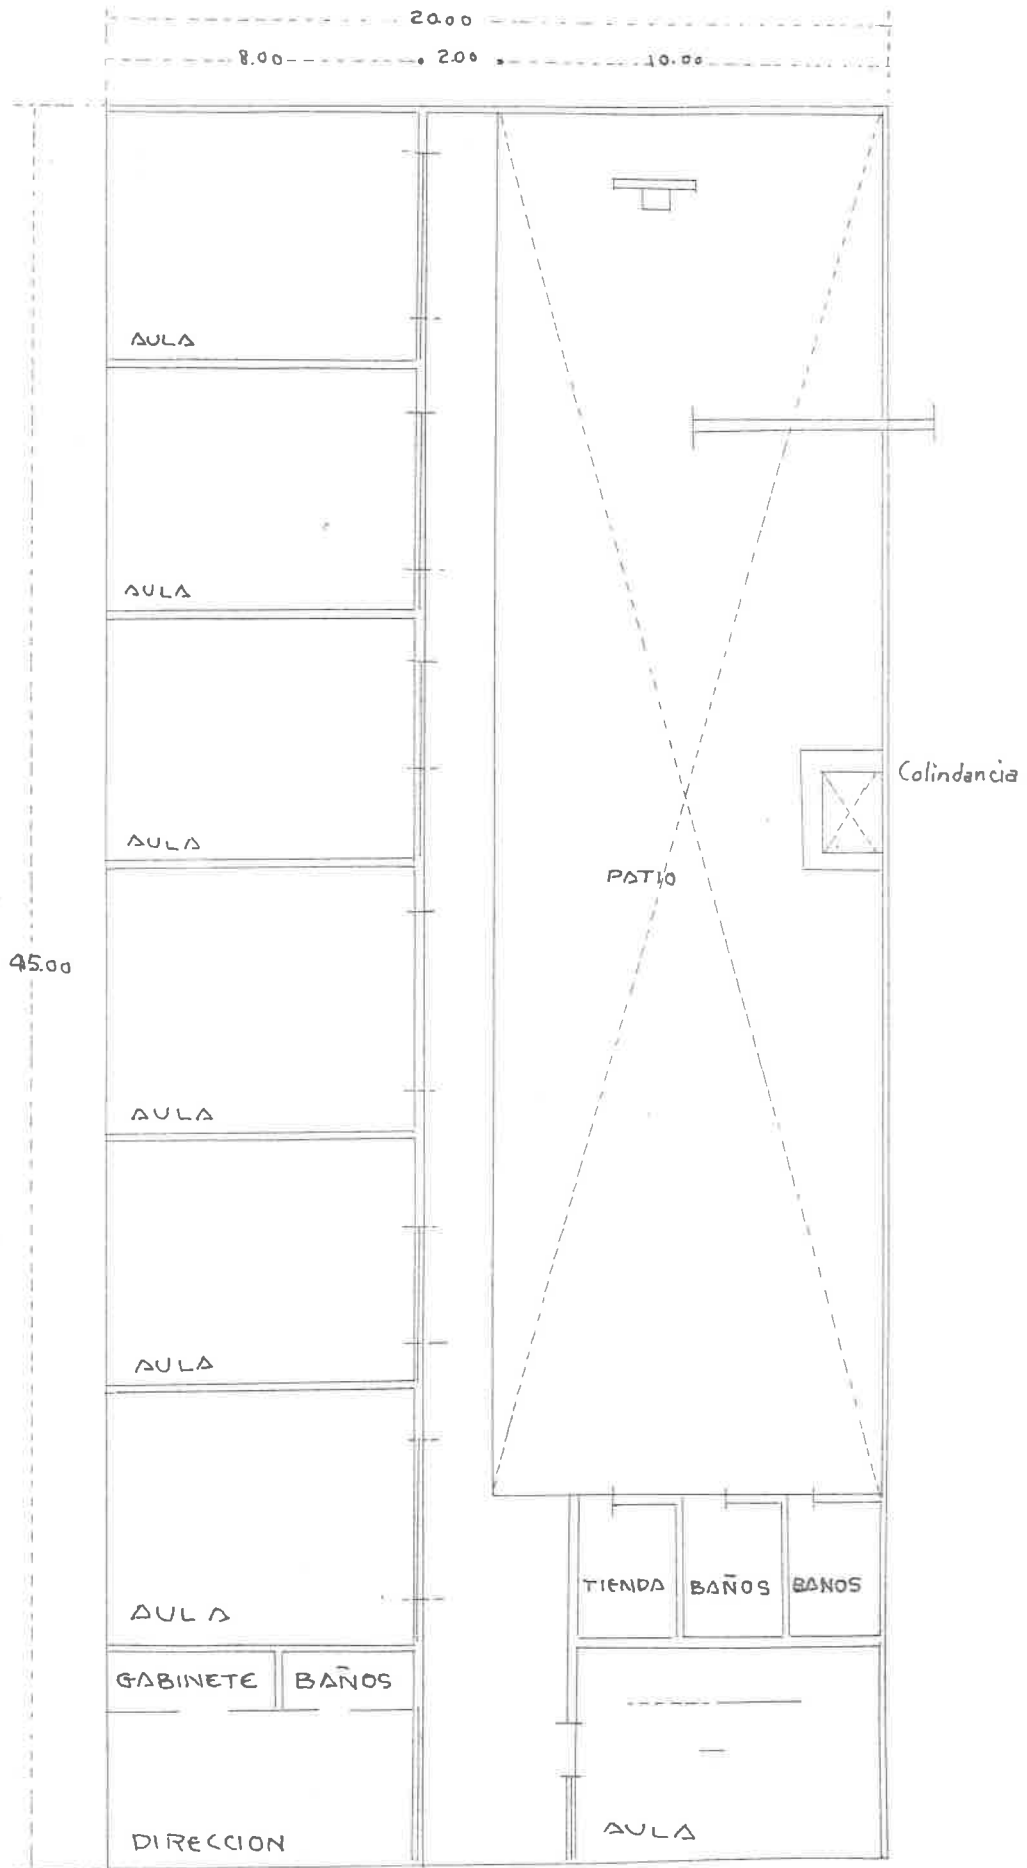 20.00
8.00 2.00 10.00
AULA
AULA
Colindancia
AULA
PATIO
45.00
AULA
AULA
TIENDA BAÑOS BANOS
AULA
GABINETE BAÑOS
AULA
DIRECCION